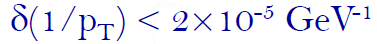 δ(1/p_T) < 2×10⁻⁵ GeV⁻¹